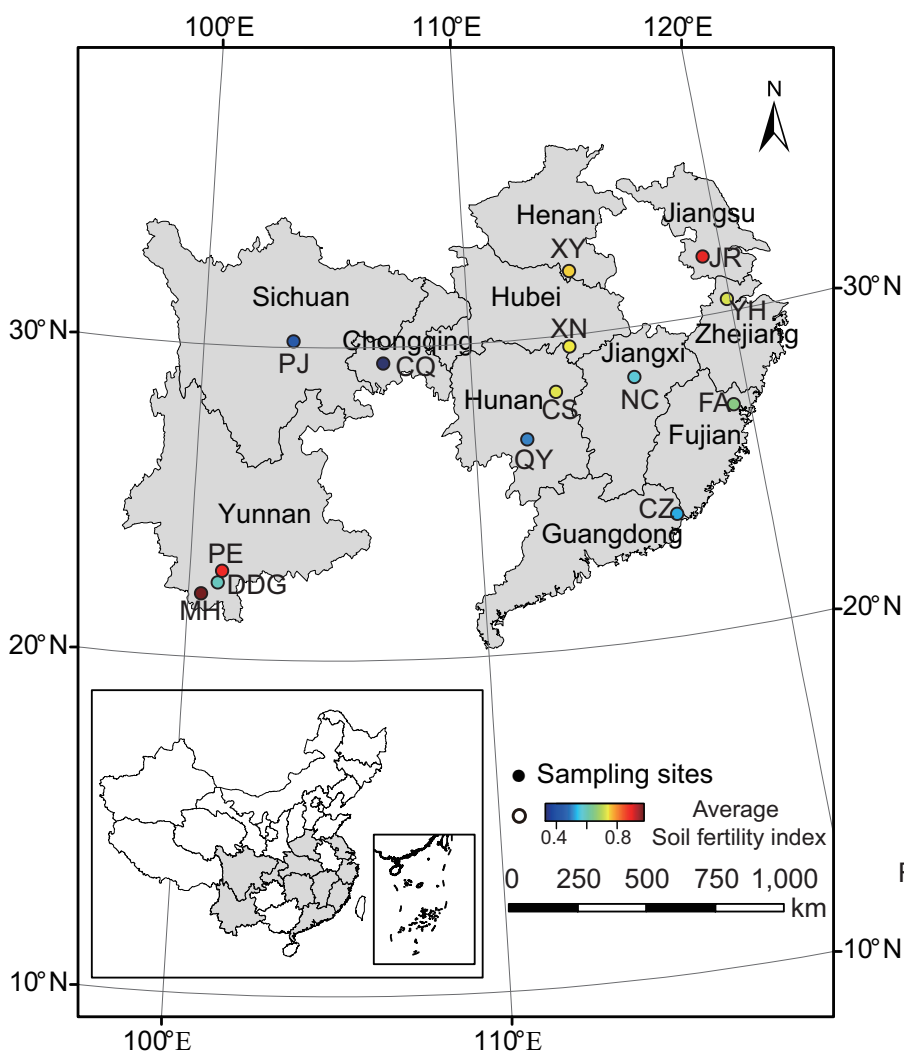 100°E 110°E 120°E
N
Henan
Jiangsu
XY
JR
30°N
Sichuan
Hubei
YH
30°N
XN
Zhejiang
Chongqing
Jiangxi
PJ
CQ
Hunan
CS
NC
FA
Fujian
QY
CZ
Yunnan
Guangdong
PE
DDG
MH
20°N
20°N
Sampling sites
Average
0.4 0.8 Soil fertility index
0 250 500 750 1,000
km
F
10°N
10°N
100°E 110°E